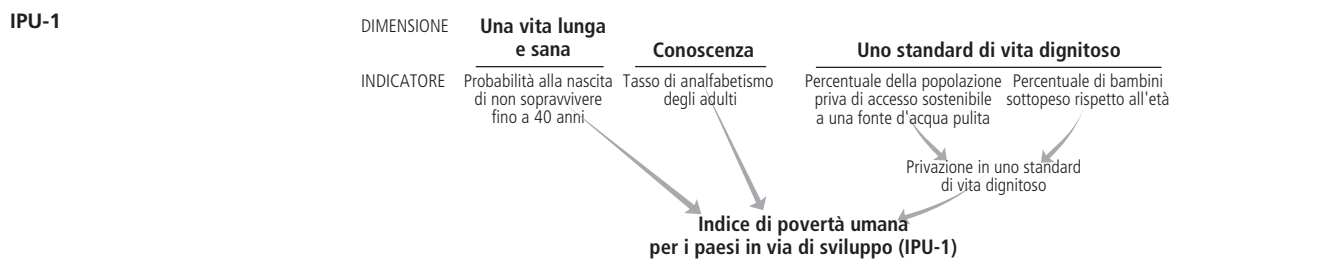 IPU-1
DIMENSIONE
Una vita lunga
e sana
Conoscenza
Uno standard di vita dignitoso
INDICATORE
Probabilità alla nascita
di non sopravvivere
fino a 40 anni
Tasso di analfabetismo
degli adulti
Percentuale della popolazione
priva di accesso sostenibile
a una fonte d'acqua pulita
Percentuale di bambini
sottopeso rispetto all'età
Privazione in uno standard
di vita dignitoso
Indice di povertà umana
per i paesi in via di sviluppo (IPU-1)